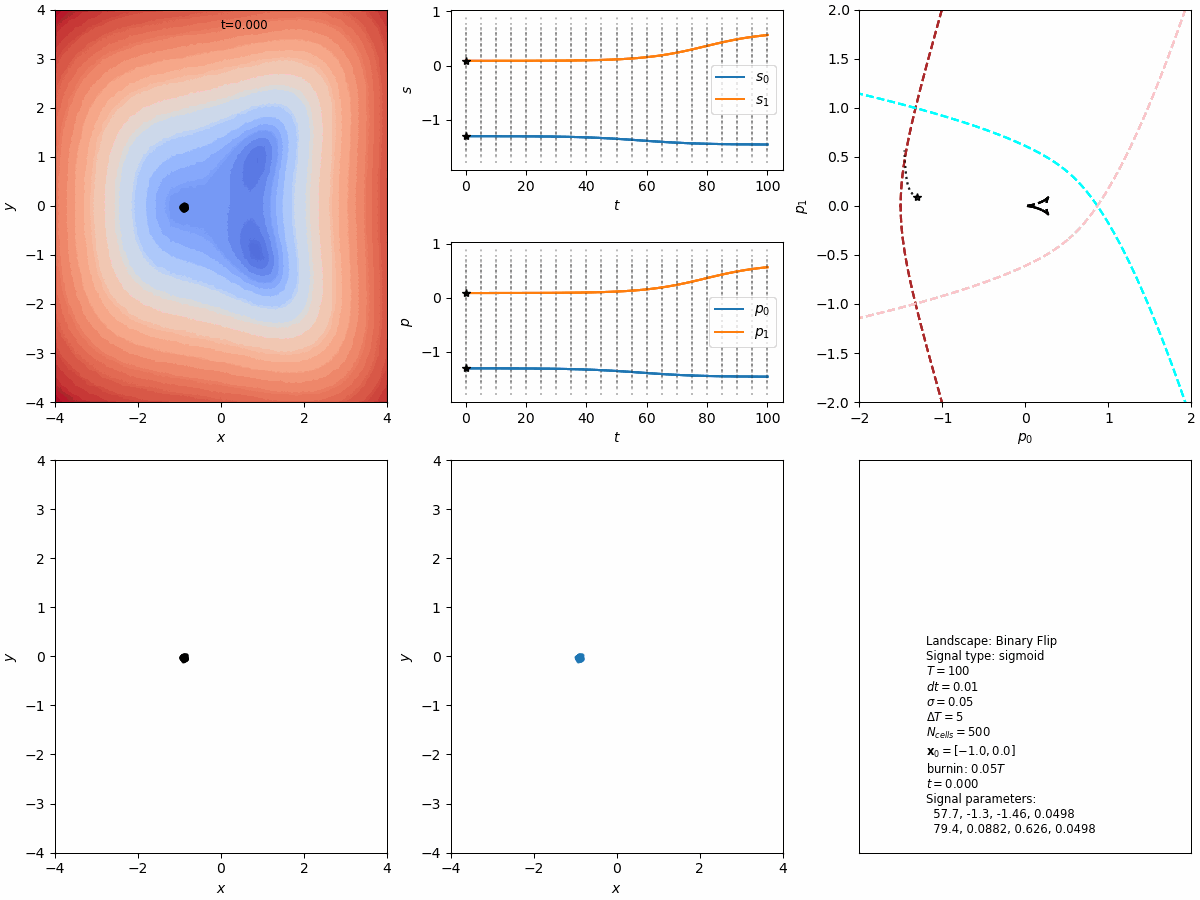 t=0.000
4
3
2
1
0
−1
−2
−3
−4
y
−4
−2
0
2
4
x
1
0
−1
s
s₀
s₁
0
20
40
60
80
100
t
1
0
−1
p
p₀
p₁
0
20
40
60
80
100
t
2.0
1.5
1.0
0.5
0.0
−0.5
−1.0
−1.5
−2.0
p₁
−2
−1
0
1
2
p₀
4
3
2
1
0
−1
−2
−3
−4
y
−4
−2
0
2
4
x
4
3
2
1
0
−1
−2
−3
−4
y
−4
−2
0
2
4
x
Landscape: Binary Flip
Signal type: sigmoid
T = 100
dt = 0.01
σ = 0.05
ΔT = 5
N_cells = 500
x₀ = [−1.0, 0.0]
burnin: 0.05T
t = 0.000
Signal parameters:
57.7, -1.3, -1.46, 0.0498
79.4, 0.0882, 0.626, 0.0498